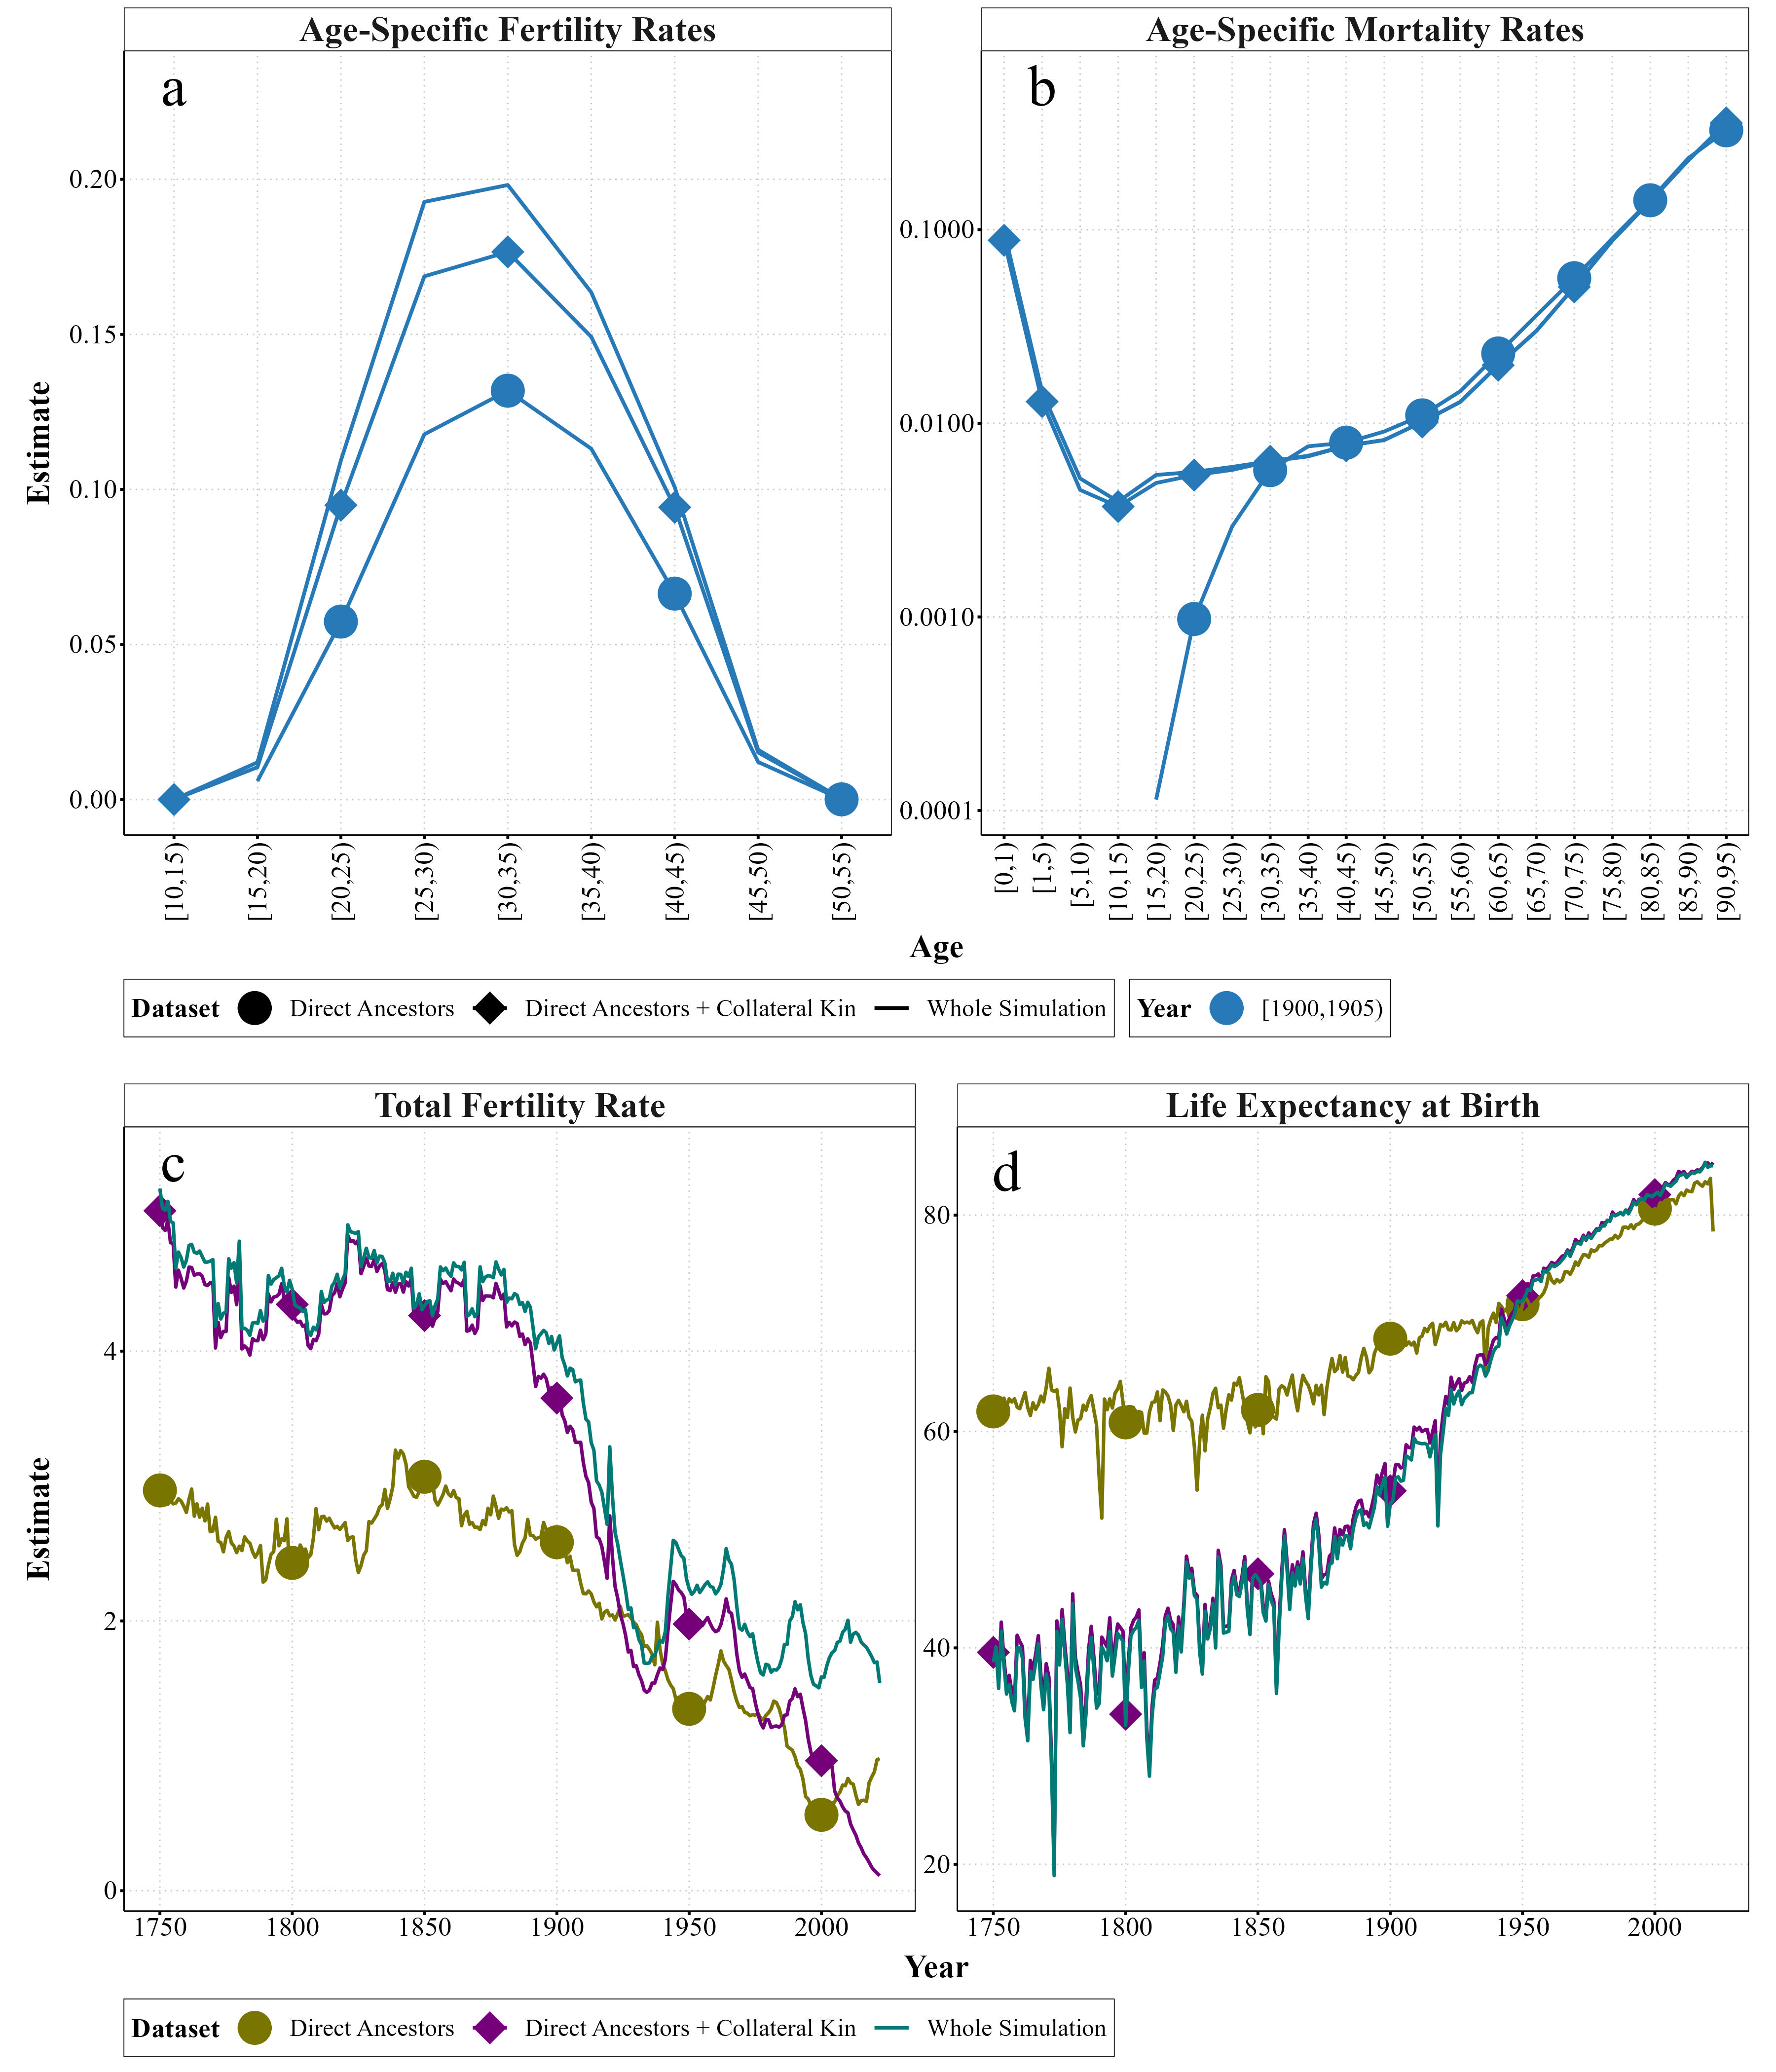 Age-Specific Fertility Rates
Age-Specific Mortality Rates
a
b
Estimate
0.20
0.15
0.10
0.05
0.00
0.1000
0.0100
0.0010
0.0001
[10,15)
[15,20)
[20,25)
[25,30)
[30,35)
[35,40)
[40,45)
[45,50)
[50,55)
[0,1)
[1,5)
[5,10)
[10,15)
[15,20)
[20,25)
[25,30)
[30,35)
[35,40)
[40,45)
[45,50)
[50,55)
[55,60)
[60,65)
[65,70)
[70,75)
[75,80)
[80,85)
[85,90)
[90,95)
Age
Dataset Direct Ancestors Direct Ancestors + Collateral Kin Whole Simulation
Year [1900,1905)
Total Fertility Rate
Life Expectancy at Birth
c
d
Estimate
4
2
0
80
60
40
20
1750 1800 1850 1900 1950 2000
1750 1800 1850 1900 1950 2000
Year
Dataset Direct Ancestors Direct Ancestors + Collateral Kin Whole Simulation